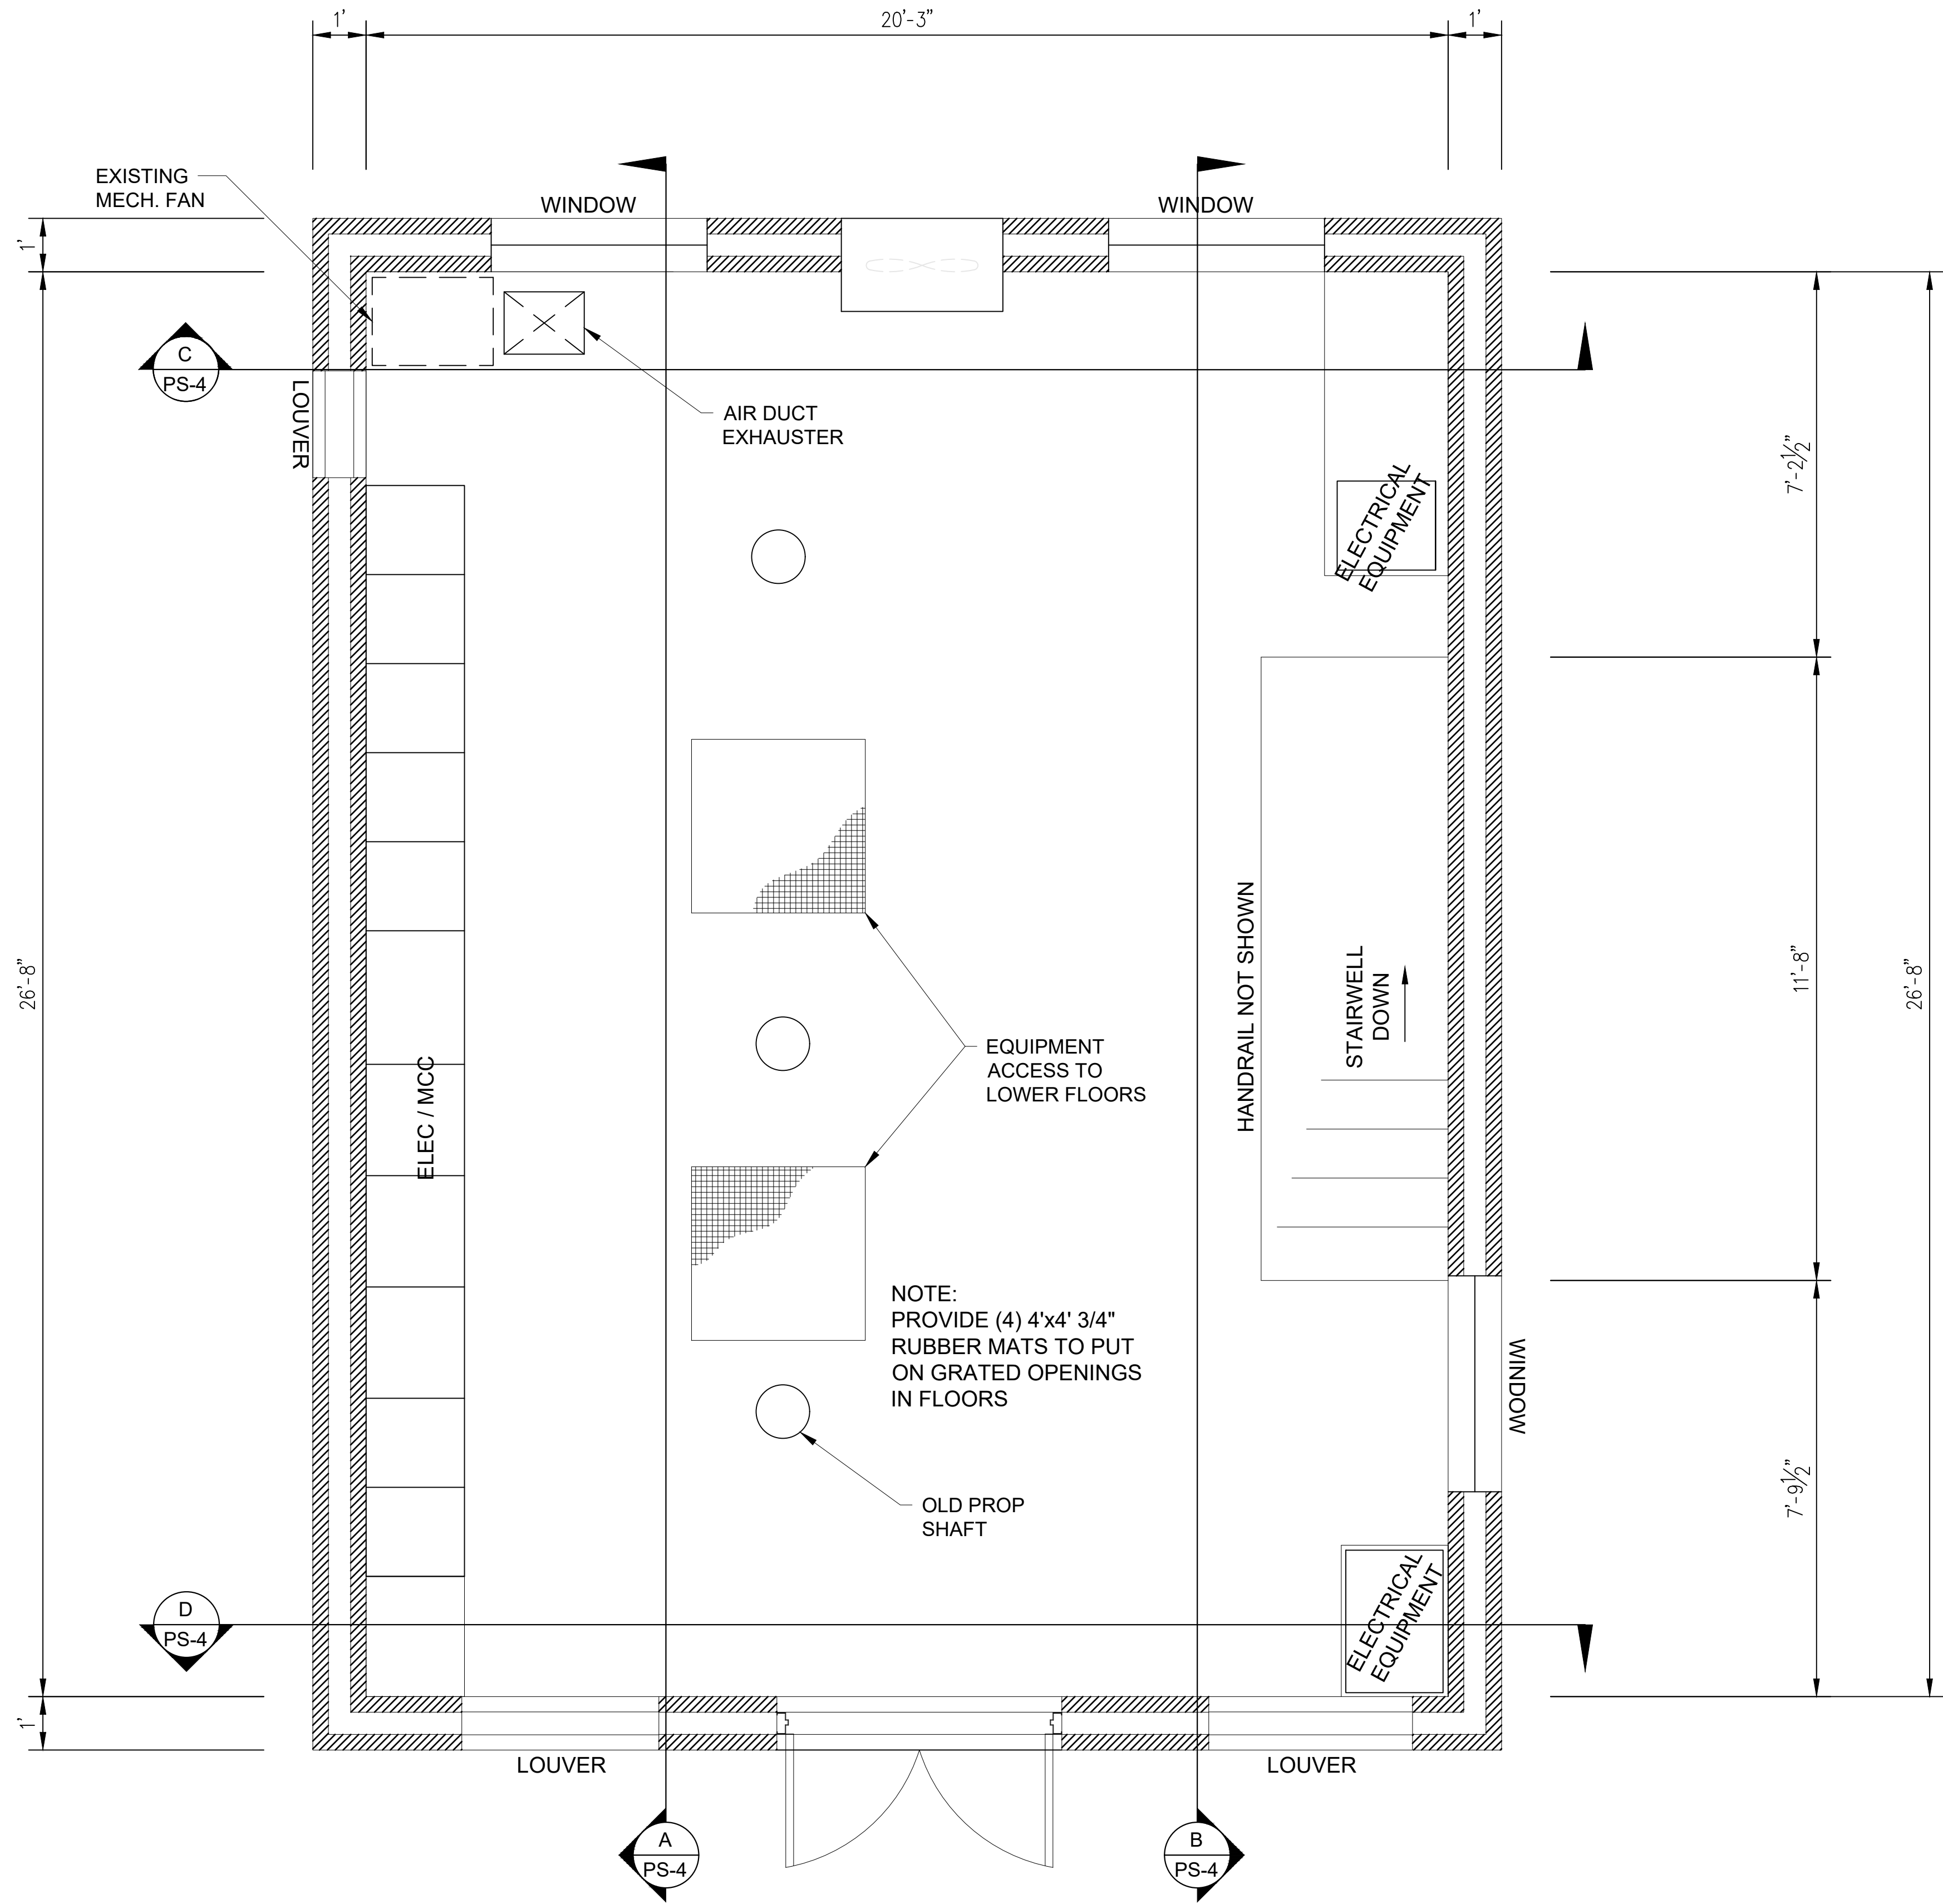 1'
20'-3"
1'
EXISTING
MECH. FAN
WINDOW
WINDOW
1'
C
PS-4
LOUVER
AIR DUCT
EXHAUSTER
ELECTRICAL
EQUIPMENT
7'-2½"
HANDRAIL NOT SHOWN
STAIRWELL
DOWN
11'-8"
26'-8"
26'-8"
ELEC / MCC
EQUIPMENT
ACCESS TO
LOWER FLOORS
NOTE:
PROVIDE (4) 4'x4' 3/4"
RUBBER MATS TO PUT
ON GRATED OPENINGS
IN FLOORS
WINDOW
7'-9½"
OLD PROP
SHAFT
ELECTRICAL
EQUIPMENT
D
PS-4
1'
LOUVER
LOUVER
A
PS-4
B
PS-4